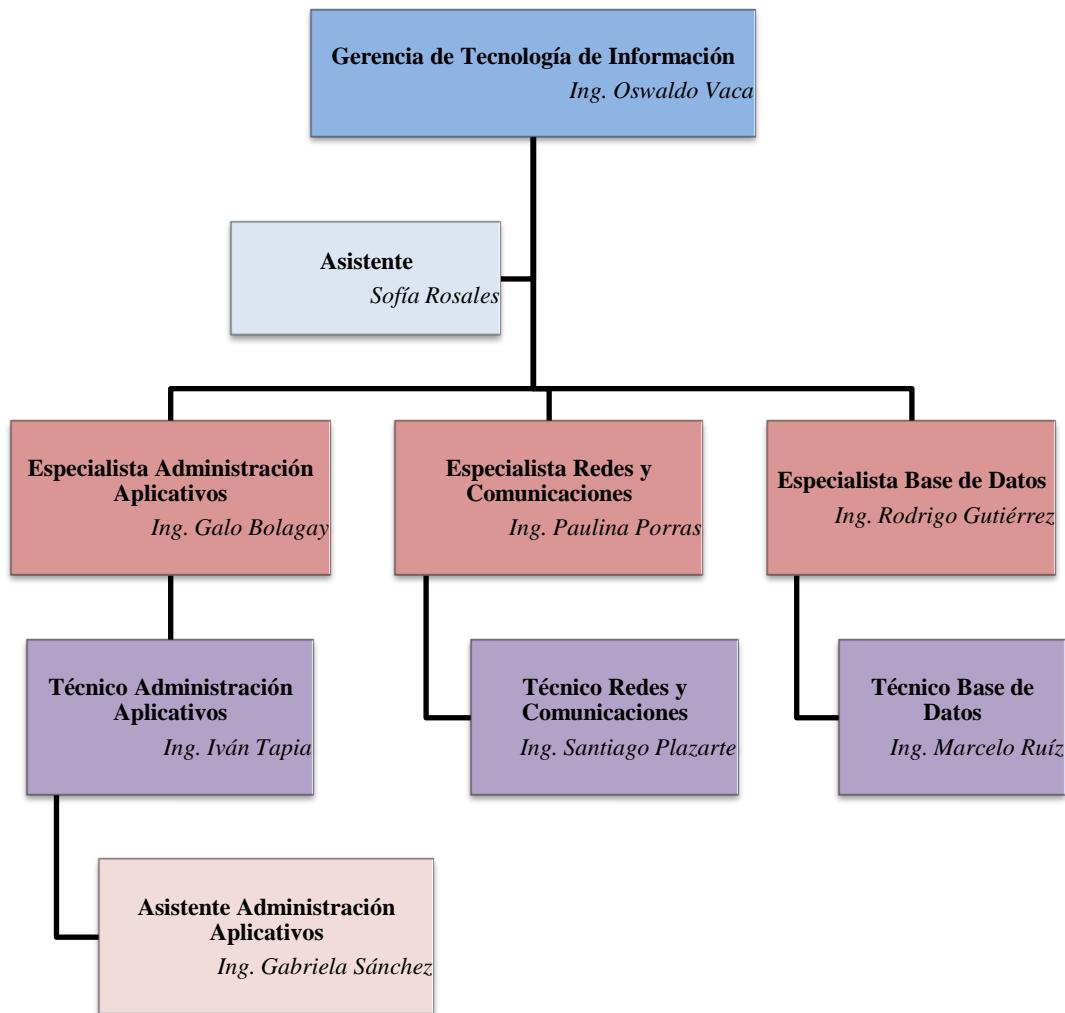 Gerencia de Tecnología de Información
Ing. Oswaldo Vaca
Asistente
Sofía Rosales
Especialista Administración
Aplicativos
Ing. Galo Bolagay
Especialista Redes y
Comunicaciones
Ing. Paulina Porras
Especialista Base de Datos
Ing. Rodrigo Gutiérrez
Técnico Administración
Aplicativos
Ing. Iván Tapia
Técnico Redes y
Comunicaciones
Ing. Santiago Plazarte
Técnico Base de
Datos
Ing. Marcelo Ruíz
Asistente Administración
Aplicativos
Ing. Gabriela Sánchez